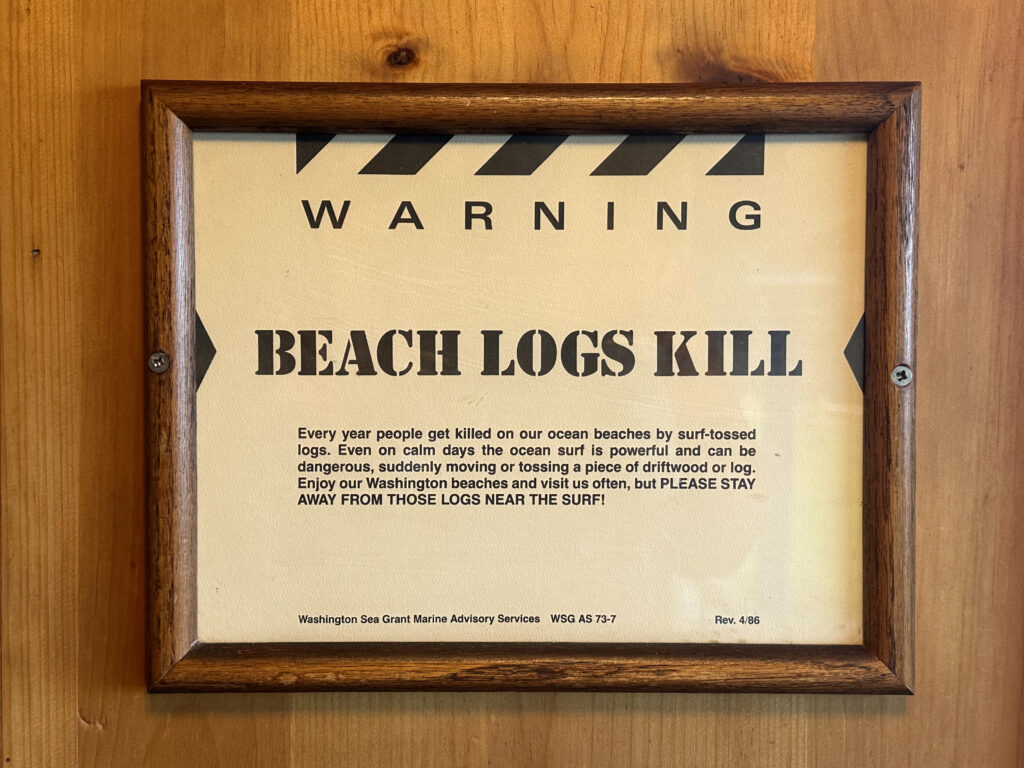 WARNING
BEACH LOGS KILL
Every year people get killed on our ocean beaches by surf-tossed
logs. Even on calm days the ocean surf is powerful and can be
dangerous, suddenly moving or tossing a piece of driftwood or log.
Enjoy our Washington beaches and visit us often, but PLEASE STAY
AWAY FROM THOSE LOGS NEAR THE SURF!
Washington Sea Grant Marine Advisory Services WSG AS 73-7 Rev. 4/86